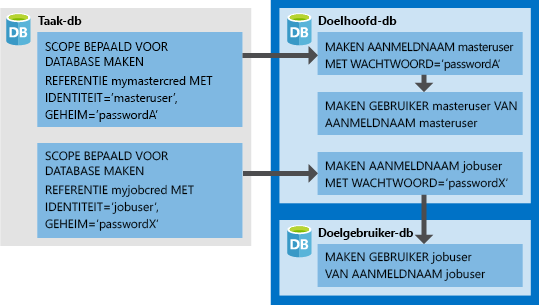 DB
Taak-db
SCOPE BEPAALD VOOR
DATABASE MAKEN
REFERENTIE mymastercred MET
IDENTITEIT='masteruser',
GEHEIM='passwordA'
SCOPE BEPAALD VOOR
DATABASE MAKEN
REFERENTIE myjobcred MET
IDENTITEIT='jobuser',
GEHEIM='passwordX'
DB
Doelhoofd-db
MAKEN AANMELDNAAM masteruser
MET WACHTWOORD='passwordA'
MAKEN GEBRUIKER masteruser VAN
AANMELDNAAM masteruser
MAKEN AANMELDNAAM jobuser
MET WACHTWOORD='passwordX'
DB
Doelgebruiker-db
MAKEN GEBRUIKER jobuser
VAN AANMELDNAAM jobuser